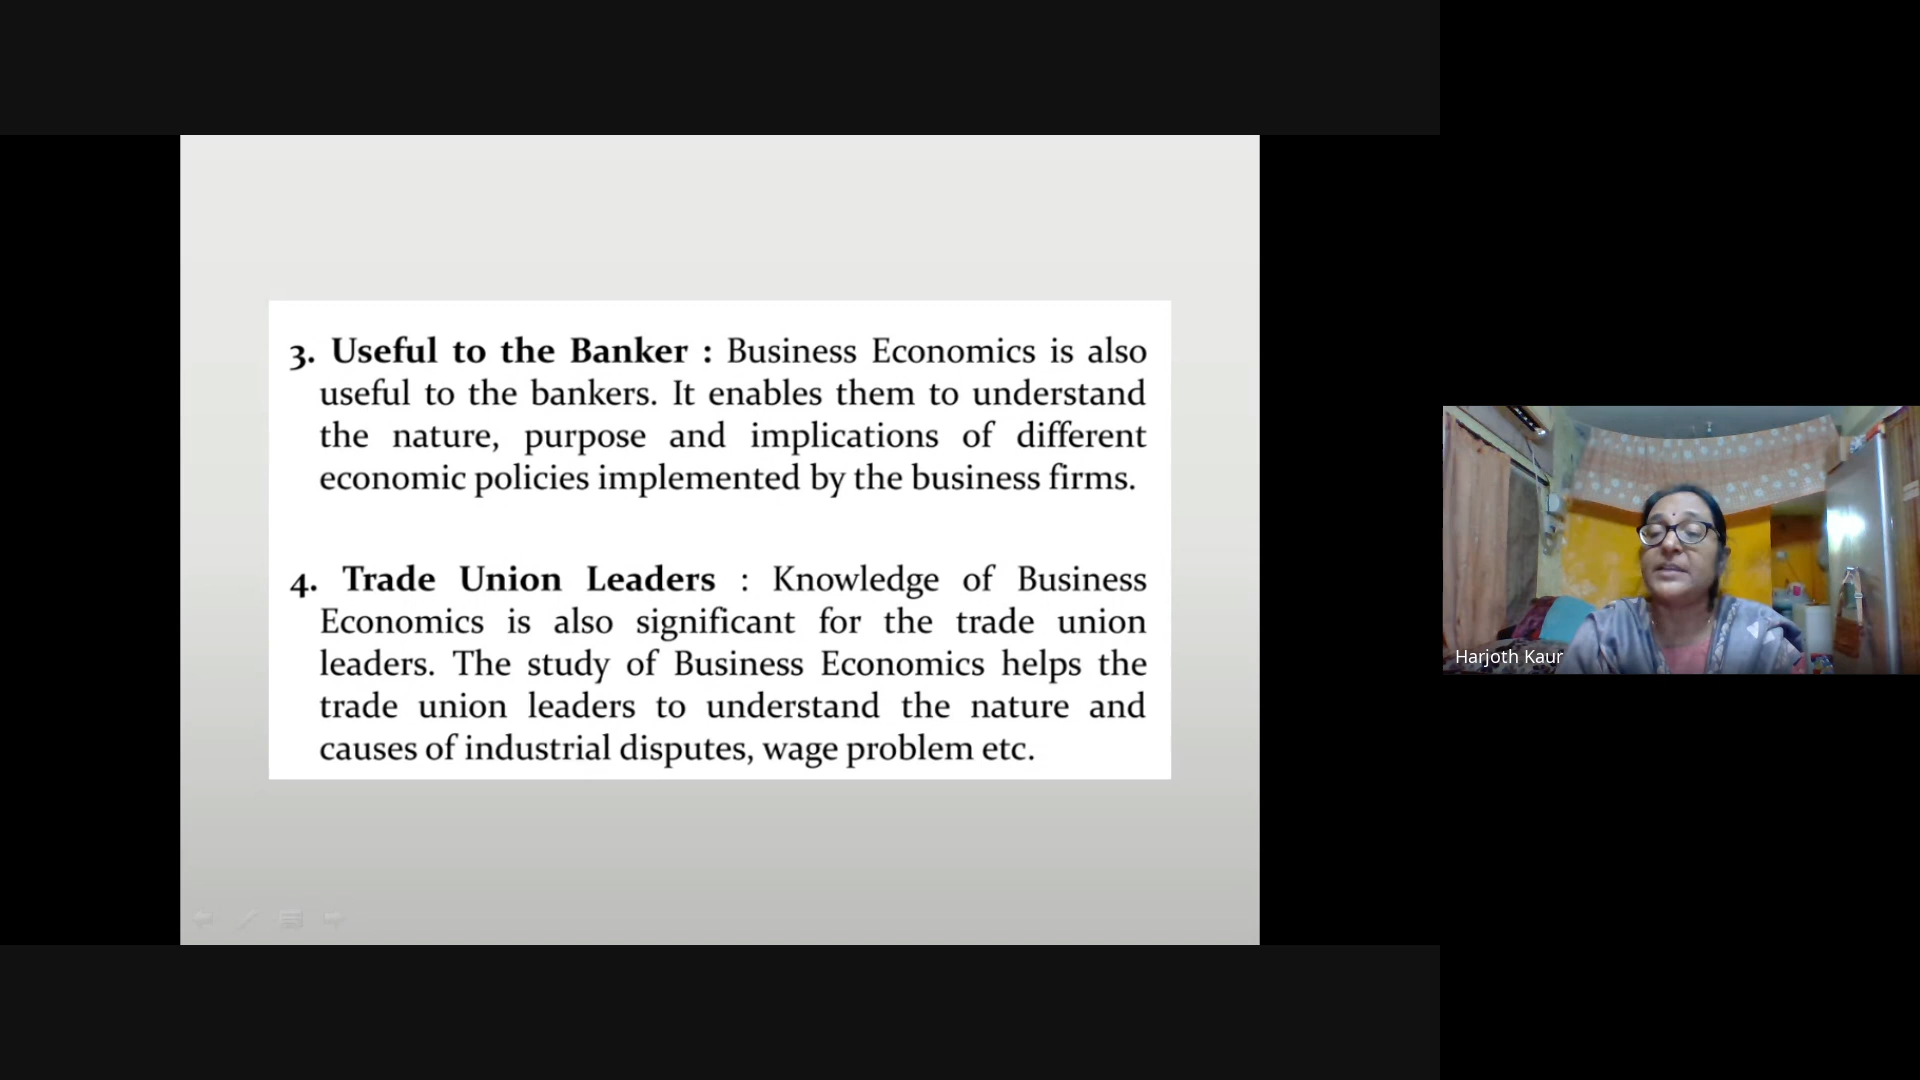 3. Useful to the Banker : Business Economics is also
useful to the bankers. It enables them to understand
the nature, purpose and implications of different
economic policies implemented by the business firms.
4. Trade Union Leaders : Knowledge of Business
Economics is also significant for the trade union
leaders. The study of Business Economics helps the
trade union leaders to understand the nature and
causes of industrial disputes, wage problem etc.
Harjoth Kaur